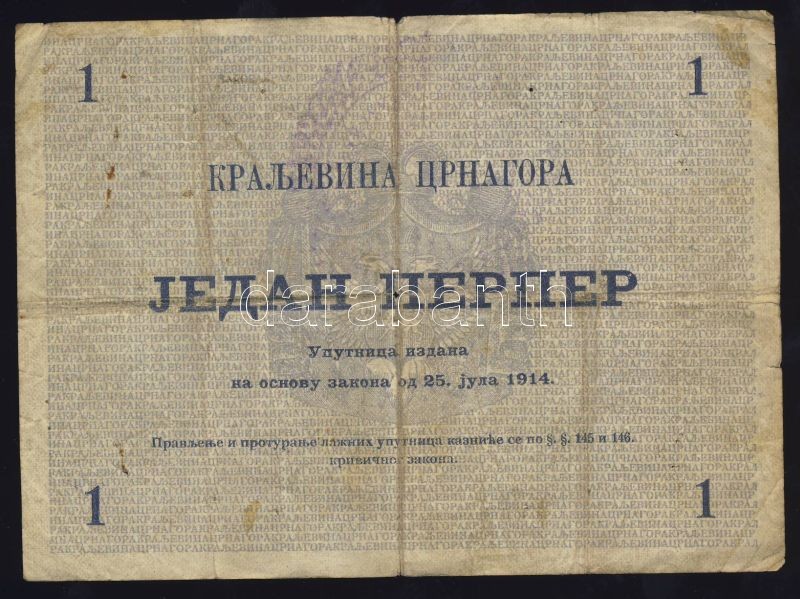 1 1
КРАЉЕВИНА ЦРНАГОРА
ЈЕДАН ПЕРПЕР
darabanth
Упутница издана
на основу закона од 25. јула 1914.
Прављење и протурање лажних упутница казниће се по §. §. 145 и 146.
кривичног закона.
1 1